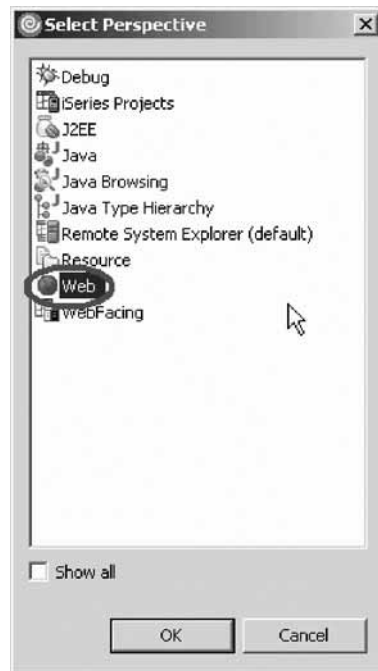 Select Perspective
Debug
iSeries Projects
J2EE
Java
Java Browsing
Java Type Hierarchy
Remote System Explorer (default)
Resource
Web
WebFacing
Show all
OK
Cancel